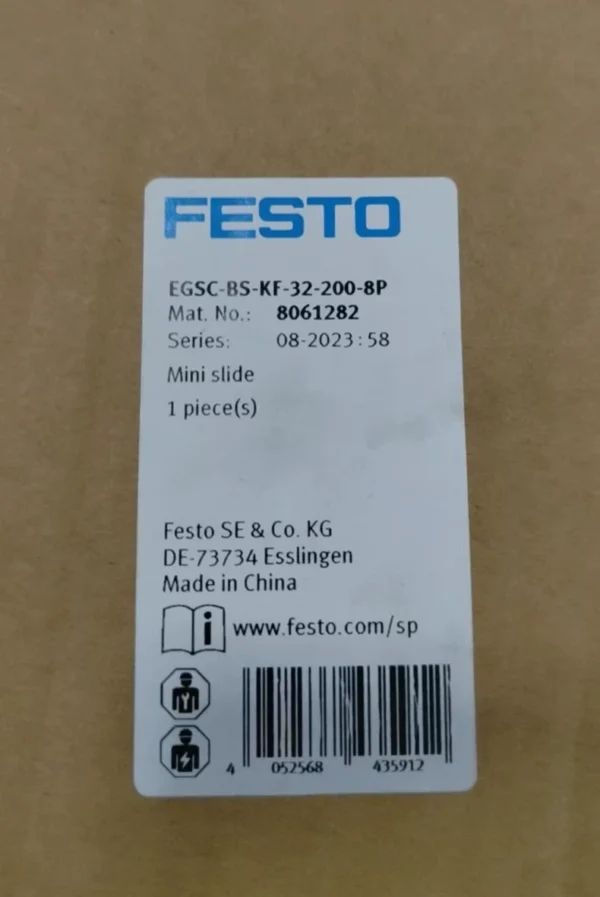 FESTO
EGSC-BS-KF-32-200-8P
Mat. No.: 8061282
Series: 08-2023:58
Mini slide
1 piece(s)
Festo SE & Co. KG
DE-73734 Esslingen
Made in China
i www.festo.com/sp
4 052568 435912